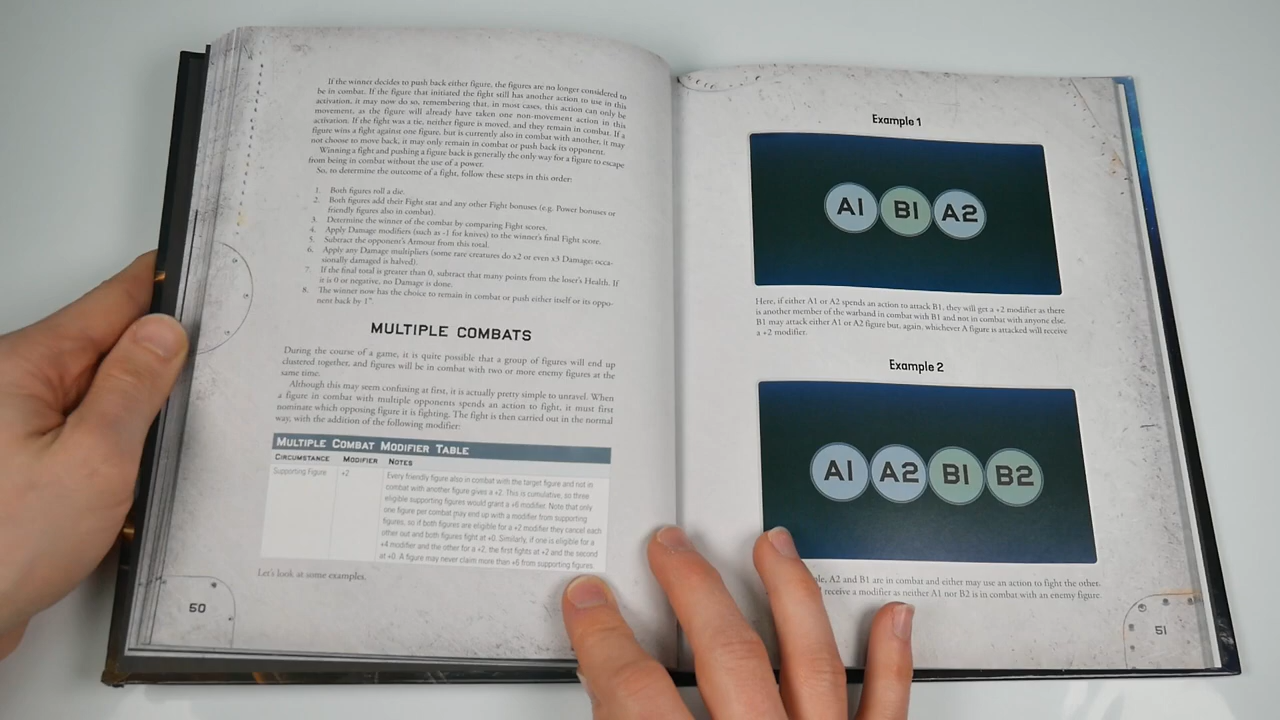 If the winner decides to push back either figure, the figures are no longer considered to
be in combat. If the figure that initiated the fight still has another action to use in this
activation, it may now do so, remembering that, in most cases, this action can only be
movement, as the figure will already have taken one non-movement action in this
activation. If the fight was a tie, neither figure is moved, and they remain in combat. If a
figure wins a fight against one figure, but is currently also in combat with another, it may
not choose to move back, it may only remain in combat or push back its opponent.
Winning a fight and pushing a figure back is generally the only way for a figure to escape
from being in combat without the use of a power.
So, to determine the outcome of a fight, follow these steps in this order:
1. Both figures roll a die.
2. Both figures add their Fight stat and any other Fight bonuses (e.g. Power bonuses or
friendly figures also in combat).
3. Determine the winner of the combat by comparing Fight scores.
4. Apply Damage modifiers (such as -1 for knives) to the winner's final Fight score.
5. Subtract the opponent's Armour from this total.
6. Apply any Damage multipliers (some rare creatures do x2 or even x3 Damage; occa-
sionally damaged is halved).
7. If the final total is greater than 0, subtract that many points from the loser's Health. If
it is 0 or negative, no Damage is done.
8. The winner now has the choice to remain in combat or push either itself or its oppo-
nent back by 1".
MULTIPLE COMBATS
During the course of a game, it is quite possible that a group of figures will end up
clustered together, and figures will be in combat with two or more enemy figures at the
same time.
Although this may seem confusing at first, it is actually pretty simple to unravel. When
a figure in combat with multiple opponents spends an action to fight, it must first
nominate which opposing figure it is fighting. The fight is then carried out in the normal
way, with the addition of the following modifier:
MULTIPLE COMBAT MODIFIER TABLE
CIRCUMSTANCE MODIFIER NOTES
Supporting Figure +2 Every friendly figure also in combat with the target figure and not in
combat with another figure gives a +2. This is cumulative, so three
eligible supporting figures would grant a +6 modifier. Note that only
one figure per combat may end up with a modifier from supporting
figures, so if both figures are eligible for a +2 modifier they cancel each
other out and both figures fight at +0. Similarly, if one is eligible for a
+4 modifier and the other for a +2, the first fights at +2 and the second
at +0. A figure may never claim more than +6 from supporting figures.
Let's look at some examples.
50
Example 1
A1 B1 A2
Here, if either A1 or A2 spends an action to attack B1, they will get a +2 modifier as there
is another member of the warband in combat with B1 and not in combat with anyone else.
B1 may attack either A1 or A2 figure but, again, whichever A figure is attacked will receive
a +2 modifier.
Example 2
A1 A2 B1 B2
A2 and B1 are in combat and either may use an action to fight the other.
receive a modifier as neither A1 nor B2 is in combat with an enemy figure.
51